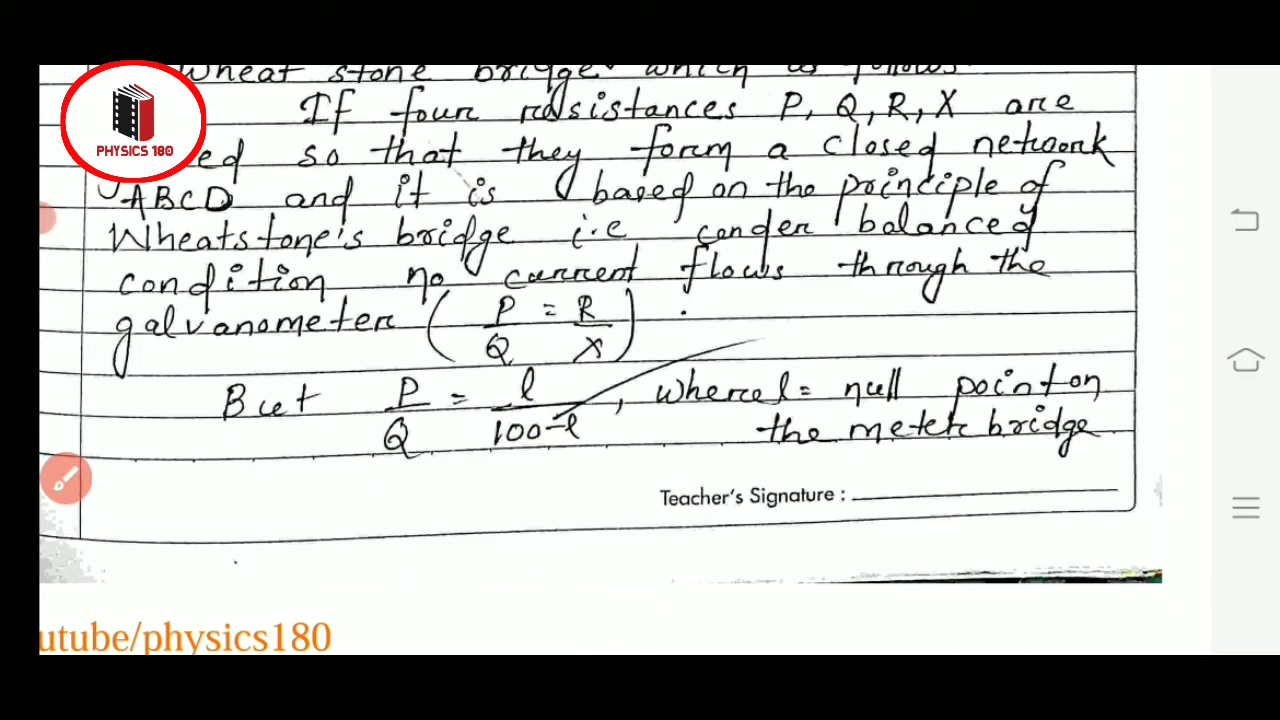 Wheat stone bridge which is as follows
If four resistances P, Q, R, X are
ed so that they form a closed network
ABCD and it is based on the principle of
Wheatstone's bridge i.e under balanced
condition no current flows through the
galvanometer ( P/Q = R/X ) .
But P/Q = l/100-l , where l = null point on
the meter bridge
Teacher's Signature :
utube/physics180
PHYSICS 180